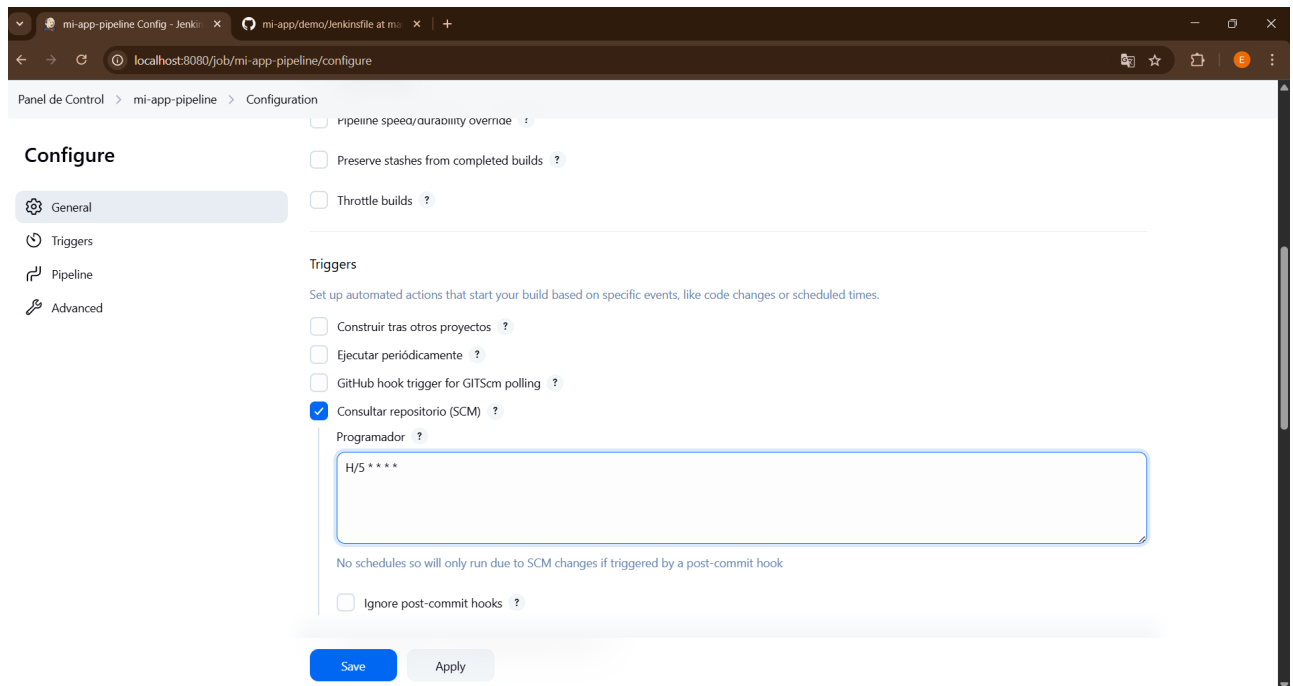 mi-app-pipeline Config - Jenkin
mi-app/demo/Jenkinsfile at ma
localhost:8080/job/mi-app-pipeline/configure
E
Panel de Control > mi-app-pipeline > Configuration
Configure
General
Triggers
Pipeline
Advanced
Pipeline speed/durability override ?
Preserve stashes from completed builds ?
Throttle builds ?
Triggers
Set up automated actions that start your build based on specific events, like code changes or scheduled times.
Construir tras otros proyectos ?
Ejecutar periódicamente ?
GitHub hook trigger for GITScm polling ?
Consultar repositorio (SCM) ?
Programador ?
H/5 * * * *
No schedules so will only run due to SCM changes if triggered by a post-commit hook
Ignore post-commit hooks ?
Save Apply